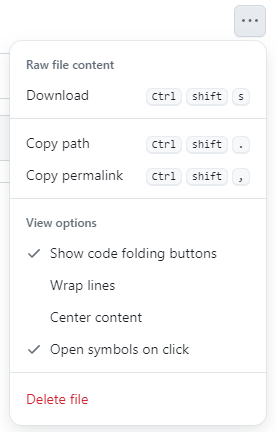 Raw file content
Download Ctrl shift s
Copy path Ctrl shift .
Copy permalink Ctrl shift ,
View options
Show code folding buttons
Wrap lines
Center content
Open symbols on click
Delete file